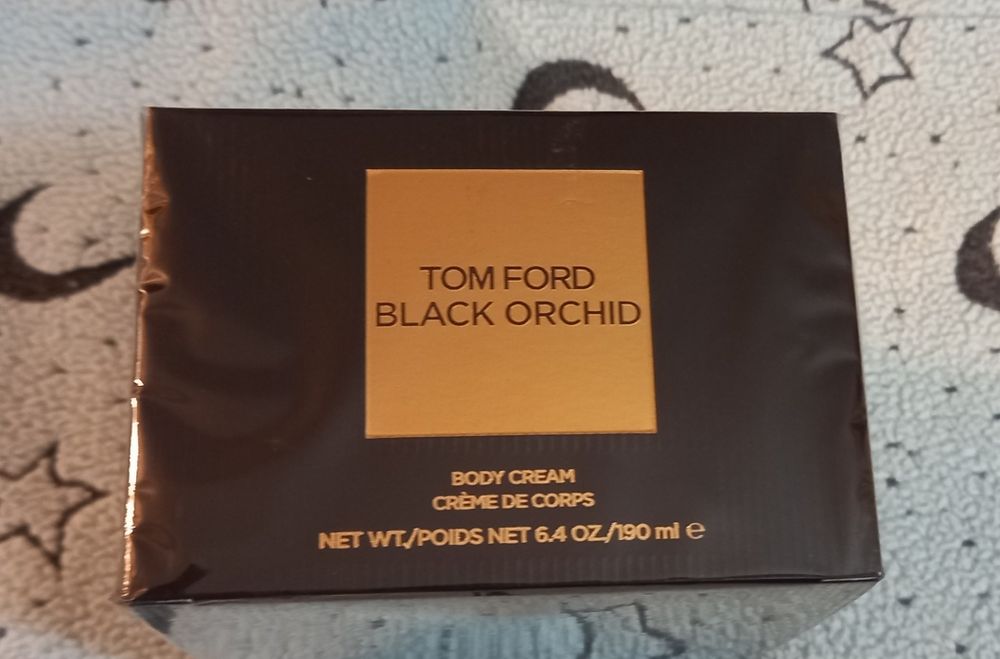 TOM FORD
BLACK ORCHID
BODY CREAM
CRÈME DE CORPS
NET WT./POIDS NET 6.4 OZ./190 ml ℮